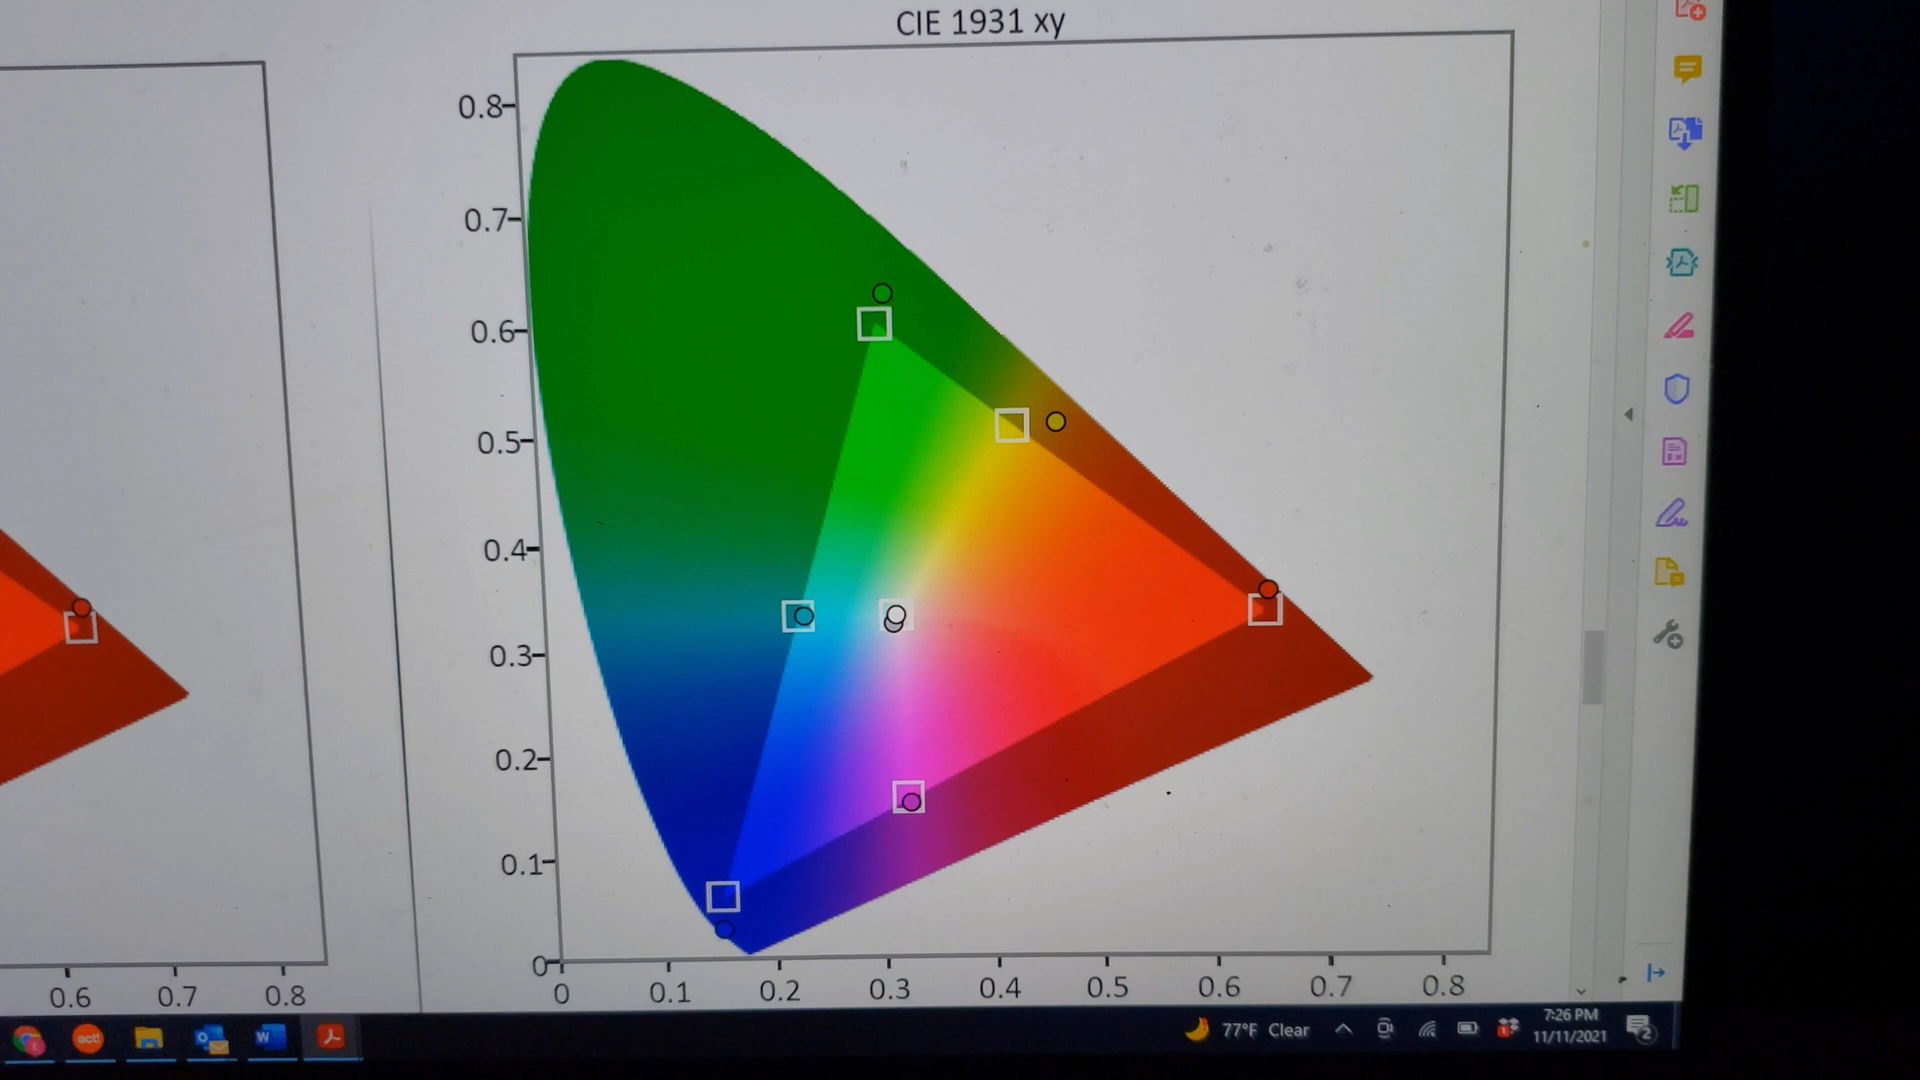 CIE 1931 xy
0.8
0.7
0.6
0.5
0.4
0.3
0.2
0.1
0
0 0.1 0.2 0.3 0.4 0.5 0.6 0.7 0.8
0.6 0.7 0.8
act!
W
77°F Clear
7:26 PM
11/11/2021
2